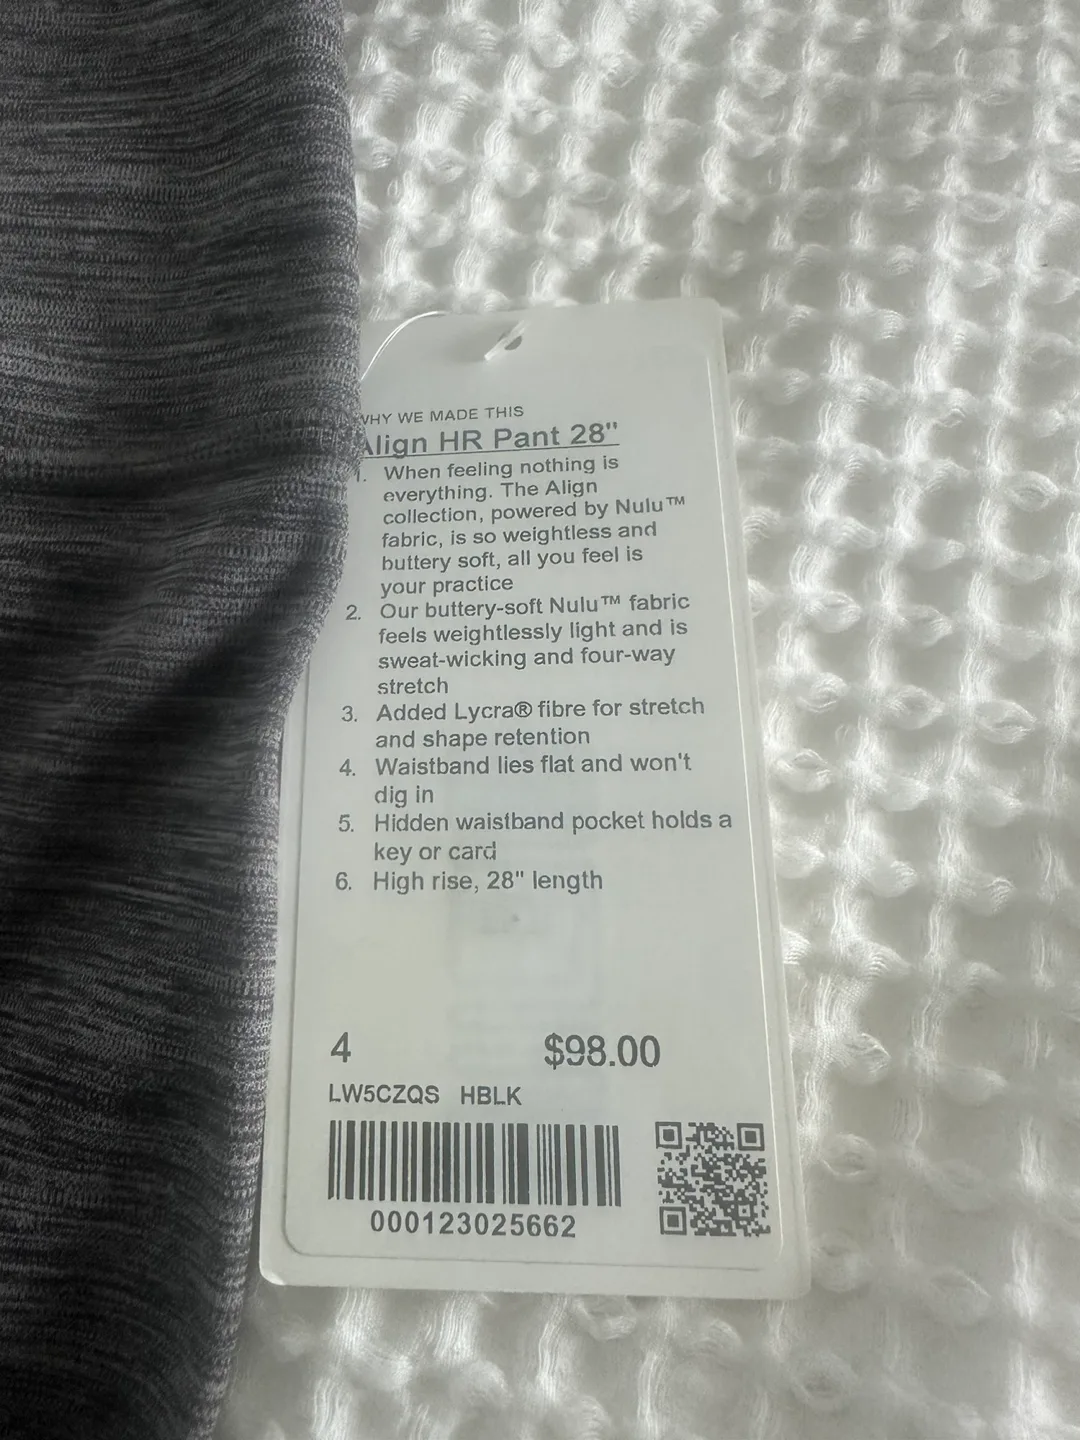 WHY WE MADE THIS
Align HR Pant 28"
1. When feeling nothing is
everything. The Align
collection, powered by Nulu™
fabric, is so weightless and
buttery soft, all you feel is
your practice
2. Our buttery-soft Nulu™ fabric
feels weightlessly light and is
sweat-wicking and four-way
stretch
3. Added Lycra® fibre for stretch
and shape retention
4. Waistband lies flat and won't
dig in
5. Hidden waistband pocket holds a
key or card
6. High rise, 28" length
4 $98.00
LW5CZQS HBLK
000123025662